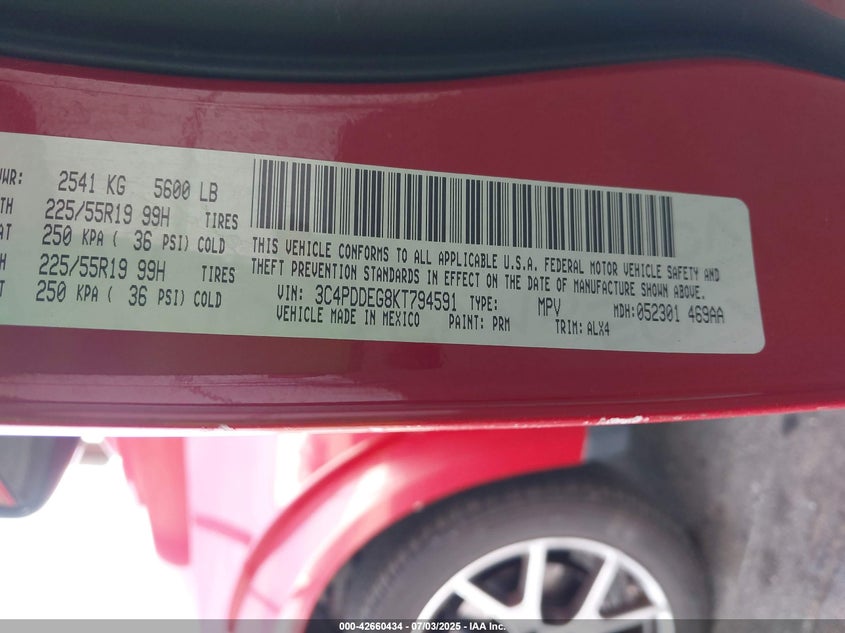 2541 KG 5600 LB
225/55R19 99H TIRES
250 KPA ( 36 PSI) COLD
225/55R19 99H TIRES
250 KPA ( 36 PSI) COLD
THIS VEHICLE CONFORMS TO ALL APPLICABLE U.S.A. FEDERAL MOTOR VEHICLE SAFETY AND
THEFT PREVENTION STANDARDS IN EFFECT ON THE DATE OF MANUFACTURE SHOWN ABOVE.
VIN: 3C4PDDEG8KT794591 TYPE: MPV MDH:052301 469AA
VEHICLE MADE IN MEXICO PAINT: PRM TRIM: ALX4
000-42660434 - 07/03/2025 - IAA Inc.